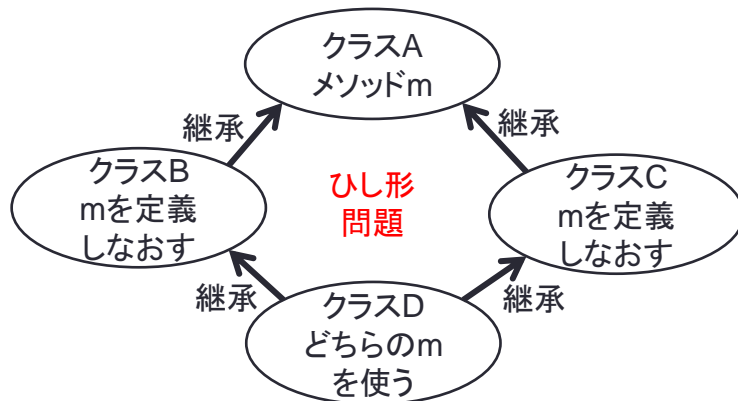 クラスA
メソッドm
継承
継承
クラスB
mを定義
しなおす
ひし形
問題
クラスC
mを定義
しなおす
継承
継承
クラスD
どちらのm
を使う